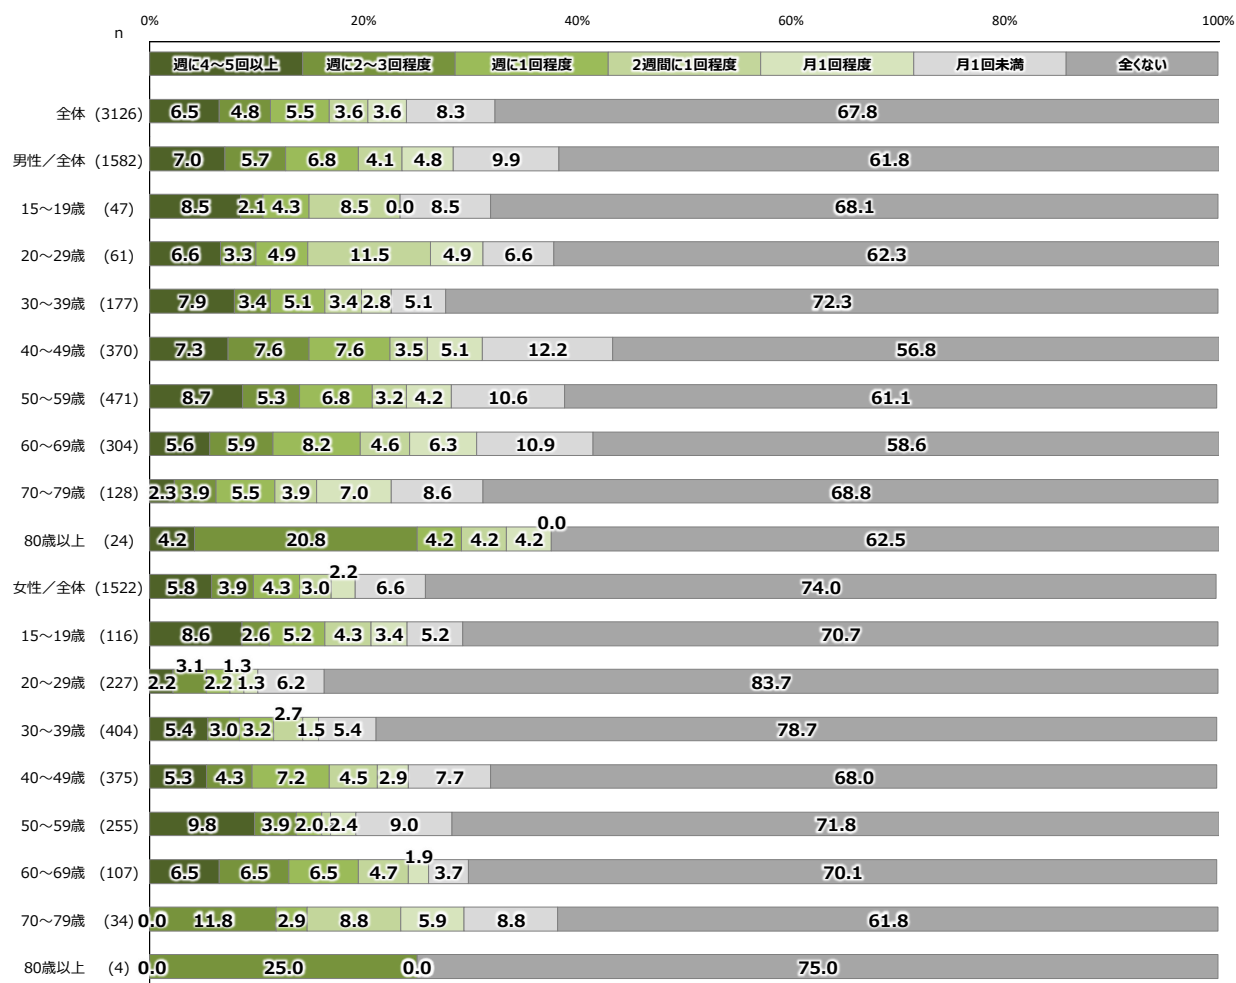 0% 20% 40% 60% 80% 100%
n
週に4～5回以上 週に2～3回程度 週に1回程度 2週間に1回程度 月1回程度 月1回未満 全くない
全体 (3126) 6.5 4.8 5.5 3.6 3.6 8.3 67.8
男性／全体 (1582) 7.0 5.7 6.8 4.1 4.8 9.9 61.8
15～19歳 (47) 8.5 2.1 4.3 8.5 0.0 8.5 68.1
20～29歳 (61) 6.6 3.3 4.9 11.5 4.9 6.6 62.3
30～39歳 (177) 7.9 3.4 5.1 3.4 2.8 5.1 72.3
40～49歳 (370) 7.3 7.6 7.6 3.5 5.1 12.2 56.8
50～59歳 (471) 8.7 5.3 6.8 3.2 4.2 10.6 61.1
60～69歳 (304) 5.6 5.9 8.2 4.6 6.3 10.9 58.6
70～79歳 (128) 2.3 3.9 5.5 3.9 7.0 8.6 68.8
80歳以上 (24) 4.2 20.8 4.2 4.2 4.2 0.0 62.5
女性／全体 (1522) 5.8 3.9 4.3 3.0 2.2 6.6 74.0
15～19歳 (116) 8.6 2.6 5.2 4.3 3.4 5.2 70.7
20～29歳 (227) 2.2 3.1 2.2 1.3 1.3 6.2 83.7
30～39歳 (404) 5.4 3.0 3.2 2.7 1.5 5.4 78.7
40～49歳 (375) 5.3 4.3 7.2 4.5 2.9 7.7 68.0
50～59歳 (255) 9.8 3.9 2.0 2.4 9.0 71.8
60～69歳 (107) 6.5 6.5 6.5 4.7 1.9 3.7 70.1
70～79歳 (34) 0.0 11.8 2.9 8.8 5.9 8.8 61.8
80歳以上 (4) 0.0 25.0 0.0 75.0